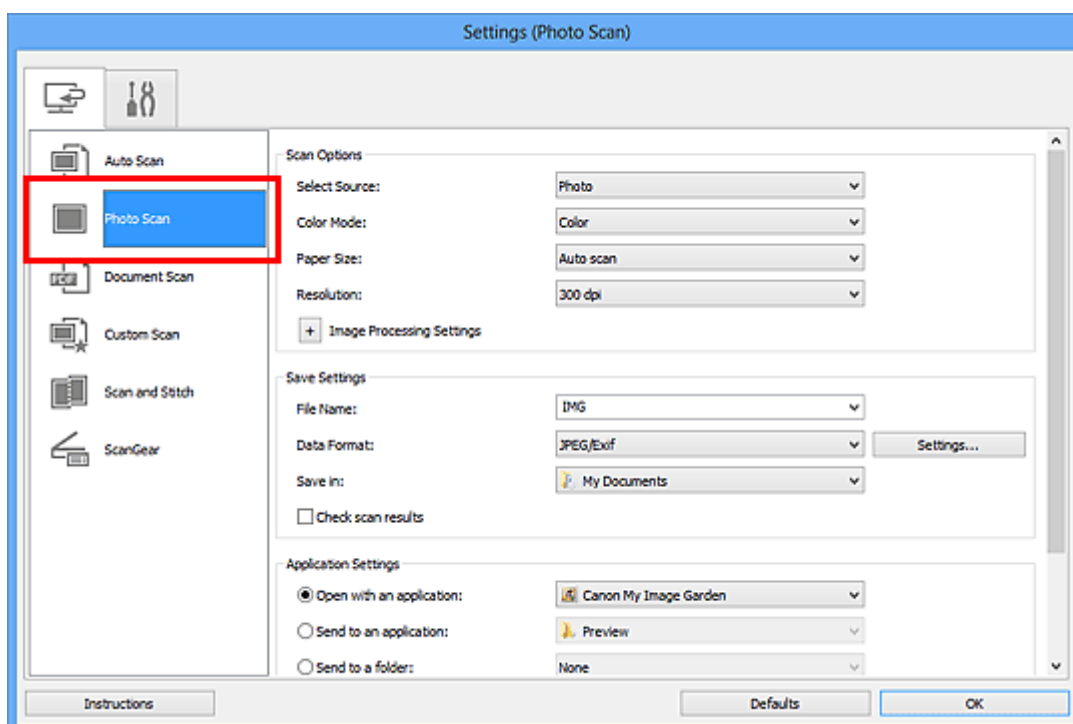 Settings (Photo Scan)
Auto Scan
Photo Scan
Document Scan
Custom Scan
Scan and Stitch
ScanGear
Scan Options
Select Source: Photo
Color Mode: Color
Paper Size: Auto scan
Resolution: 300 dpi
+ Image Processing Settings
Save Settings
File Name: IMG
Data Format: JPEG/Exif Settings...
Save in: My Documents
Check scan results
Application Settings
Open with an application: Canon My Image Garden
Send to an application: Preview
Send to a folder: None
Instructions Defaults OK